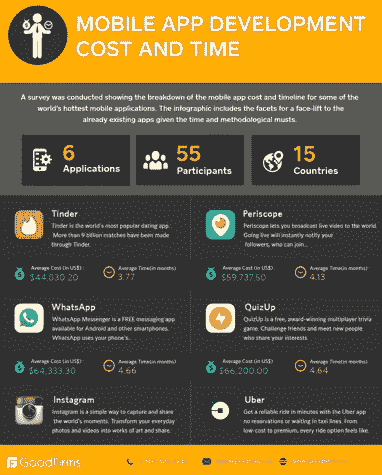 MOBILE APP DEVELOPMENT
COST AND TIME
A survey was conducted showing the breakdown of the mobile app cost and timeline for some of the
world's hottest mobile applications. The infographic includes the facets for a face-lift to the
already existing apps given the time and methodological musts.
6
Applications
55
Participants
15
Countries
Tinder
Tinder is the world's most popular dating app.
More than 9 billion matches have been made
through Tinder.
Average Cost (in US$)
$44,030.20
Average Time(in months)
3.77
Periscope
Periscope lets you broadcast live video to the world.
Going live will instantly notify your
followers, who can join...
Average Cost (in US$)
$59,737.50
Average Time(in months)
4.13
WhatsApp
WhatsApp Messenger is a FREE messaging app
available for Android and other smartphones.
WhatsApp uses your phone's..
Average Cost (in US$)
$64,333.30
Average Time(in months)
4.66
QuizUp
QuizUp is a free, award-winning multiplayer trivia
game. Challenge friends and meet new people
who share your interests
Average Cost (in US$)
$66,200.00
Average Time(in months)
4.64
Instagram
Instagram is a simple way to capture and share
the world's moments. Transform your everyday
photos and videos into works of art and share.
Uber
Get a reliable ride in minutes with the Uber app
no reservations or waiting in taxi lines. From
low-cost to premium, every ride option feels like.
GoodFirms